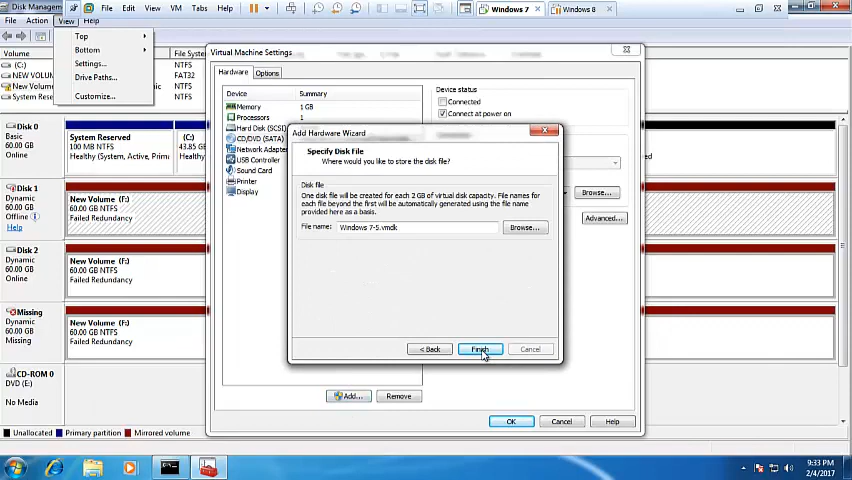 Disk Managem
File Edit View VM Tabs Help
Windows 7 ×
Windows 8 ×
9:33 PM
File Action View Help
Top
Bottom
Settings...
Drive Paths...
Customize...
Volume
File System
(C:)
NTFS
NEW VOLUM
FAT32
New Volum
NTFS
System Rese
NTFS
Disk 0
Basic
Online
System Reserved
100 MB NTFS
Healthy (System, Active, Prima
(C:)
43.85 G
Healthy
Disk 1
Dynamic
60.00 GB
Offline
Help
New Volume (F:)
60.00 GB NTFS
Failed Redundancy
Disk 2
Dynamic
60.00 GB
Online
New Volume (F:)
60.00 GB NTFS
Failed Redundancy
Missing
Dynamic
60.00 GB
Missing
New Volume (F:)
60.00 GB NTFS
Failed Redundancy
CD-ROM 0
DVD (E:)
No Media
Unallocated Primary partition Mirrored volume
Virtual Machine Settings
Hardware Options
Device Summary
Memory 1 GB
Processors 1
Hard Disk (SCSI)
CD/DVD (SATA)
Network Adapter
USB Controller
Sound Card
Printer
Display
Device status
Connected
Connect at power on
Browse...
Advanced...
Add... Remove
OK Cancel Help
Add Hardware Wizard
Specify Disk File
Where would you like to store the disk file?
Disk file
One disk file will be created for each 2 GB of virtual disk capacity. File names for
each file beyond the first will be automatically generated using the file name
provided here as a basis.
File name: Windows 7-5.vmdk Browse...
< Back Finish Cancel
9:33 PM
2/4/2017